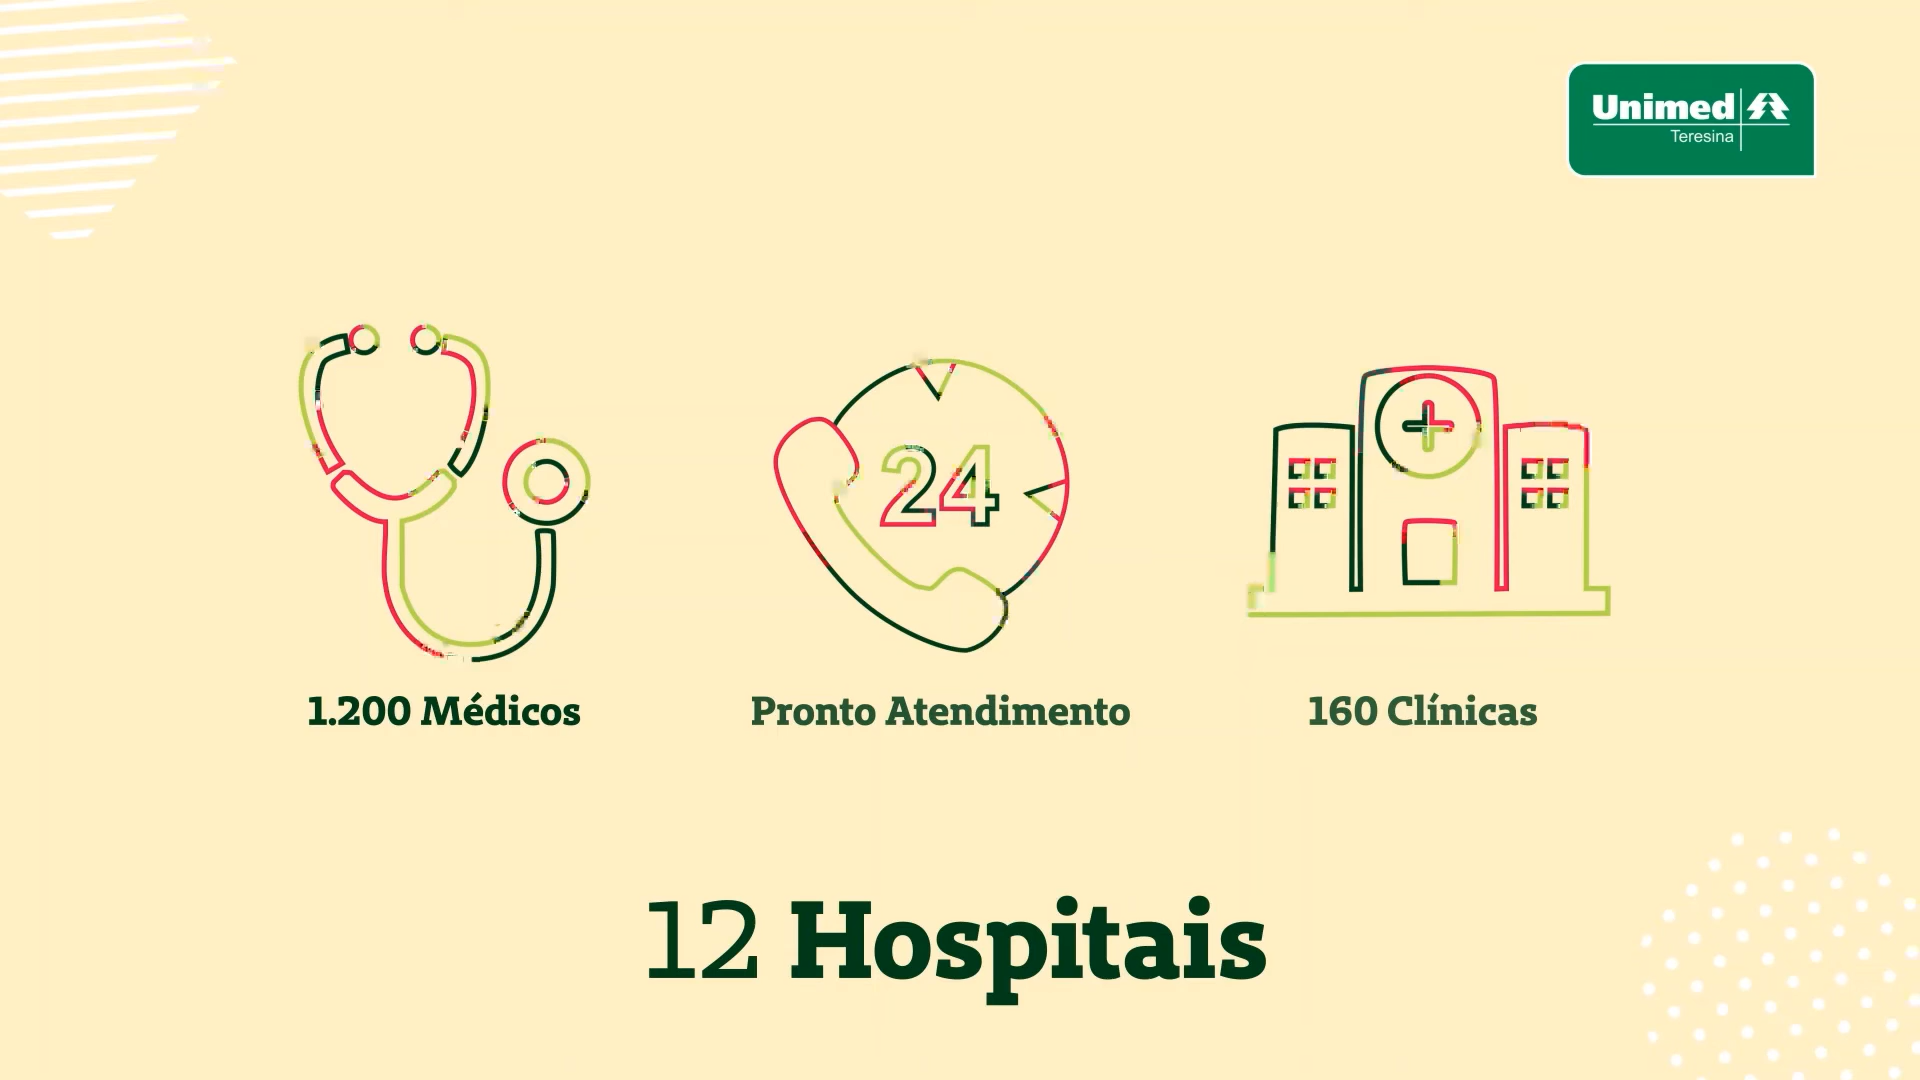 Unimed
Teresina
24
1.200 Médicos
Pronto Atendimento
160 Clínicas
12 Hospitais